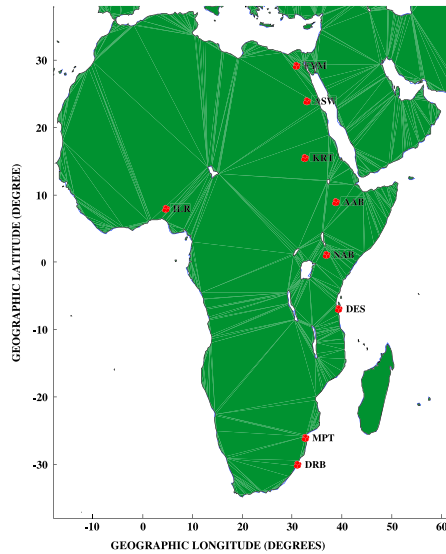 30
20
10
0
-10
-20
-30
GEOGRAPHIC LATITUDE (DEGREE)
FYM
ASW
KRT
ILR
AAB
NAB
DES
MPT
DRB
-10 0 10 20 30 40 50 60
GEOGRAPHIC LONGITUDE (DEGREES)